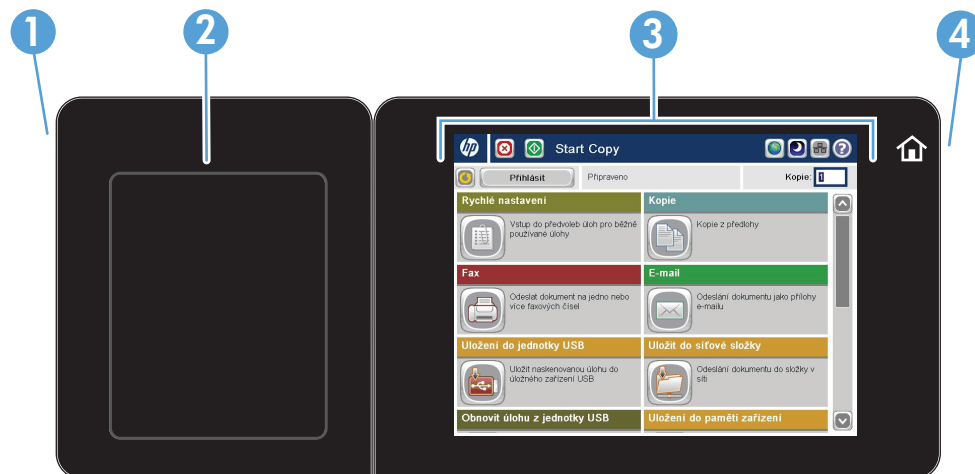 1
2
3
4
hp
Start Copy
?
Přihlásit
Připraveno
Kopie: 1
Rychlé nastavení
Vstup do předvoleb úloh pro běžně
používané úlohy
Kopie
Kopie z předlohy
Fax
Odeslat dokument na jedno nebo
více faxových čísel
E-mail
Odeslání dokumentu jako přílohy
e-mailu
Uložení do jednotky USB
Uložit naskenovanou úlohu do
úložného zařízení USB
Uložit do síťové složky
Odeslání dokumentu do složky v
síti
Obnovit úlohu z jednotky USB
Uložení do paměti zařízení